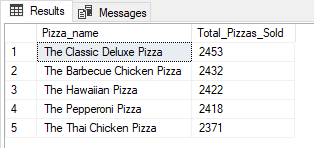 Results Messages
Pizza_name Total_Pizzas_Sold
1 The Classic Deluxe Pizza 2453
2 The Barbecue Chicken Pizza 2432
3 The Hawaiian Pizza 2422
4 The Pepperoni Pizza 2418
5 The Thai Chicken Pizza 2371